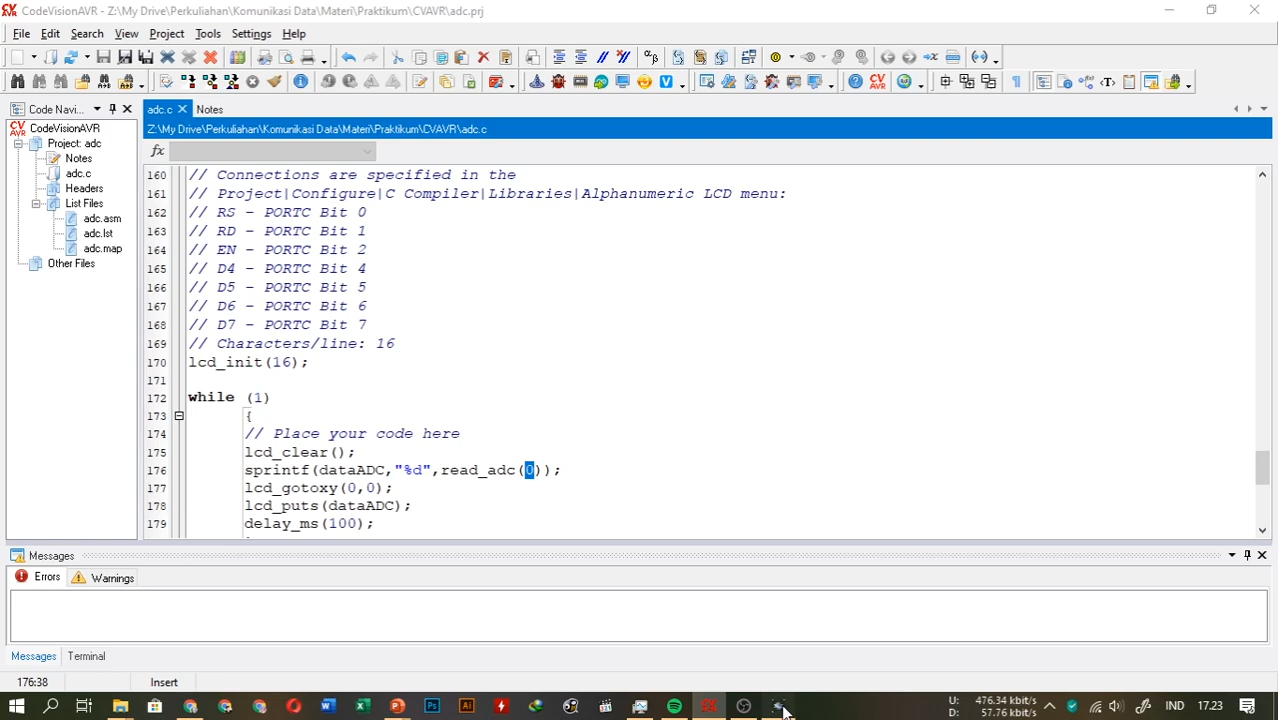 CodeVisionAVR - Z:\My Drive\Perkuliahan\Komunikasi Data\Materi\Praktikum\CVAVR\adc.prj
File Edit Search View Project Tools Settings Help
Code Navi...
adc.c
Notes
Z:\My Drive\Perkuliahan\Komunikasi Data\Materi\Praktikum\CVAVR\adc.c
CodeVisionAVR
Project: adc
Notes
adc.c
Headers
List Files
adc.asm
adc.lst
adc.map
Other Files
160 // Connections are specified in the
161 // Project|Configure|C Compiler|Libraries|Alphanumeric LCD menu:
162 // RS - PORTC Bit 0
163 // RD - PORTC Bit 1
164 // EN - PORTC Bit 2
165 // D4 - PORTC Bit 4
166 // D5 - PORTC Bit 5
167 // D6 - PORTC Bit 6
168 // D7 - PORTC Bit 7
169 // Characters/line: 16
170 lcd_init(16);
171
172 while (1)
173 {
174 // Place your code here
175 lcd_clear();
176 sprintf(dataADC,"%d",read_adc(0));
177 lcd_gotoxy(0,0);
178 lcd_puts(dataADC);
179 delay_ms(100);
Messages
Errors Warnings
Messages Terminal
176:38 Insert
U: 476.34 kbit/s
D: 57.76 kbit/s
IND 17.23